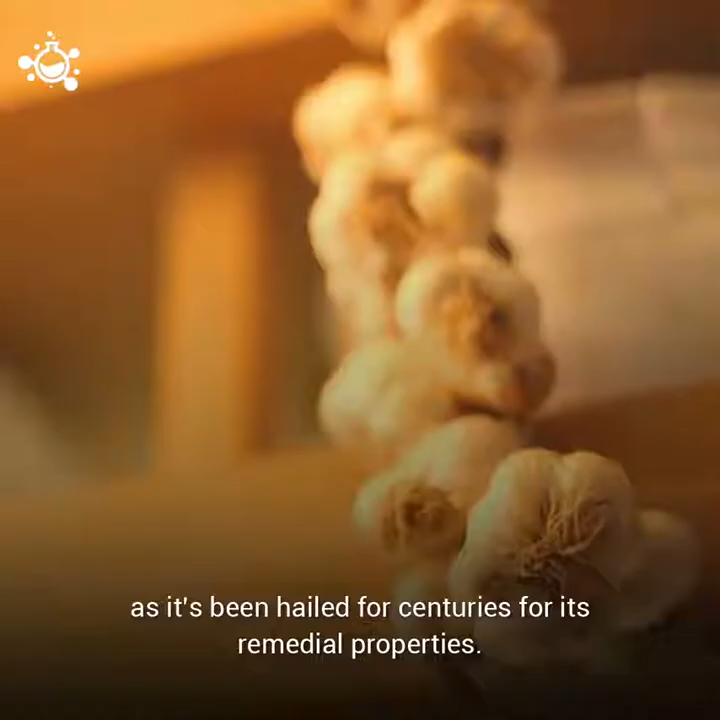 as it's been hailed for centuries for its
remedial properties.